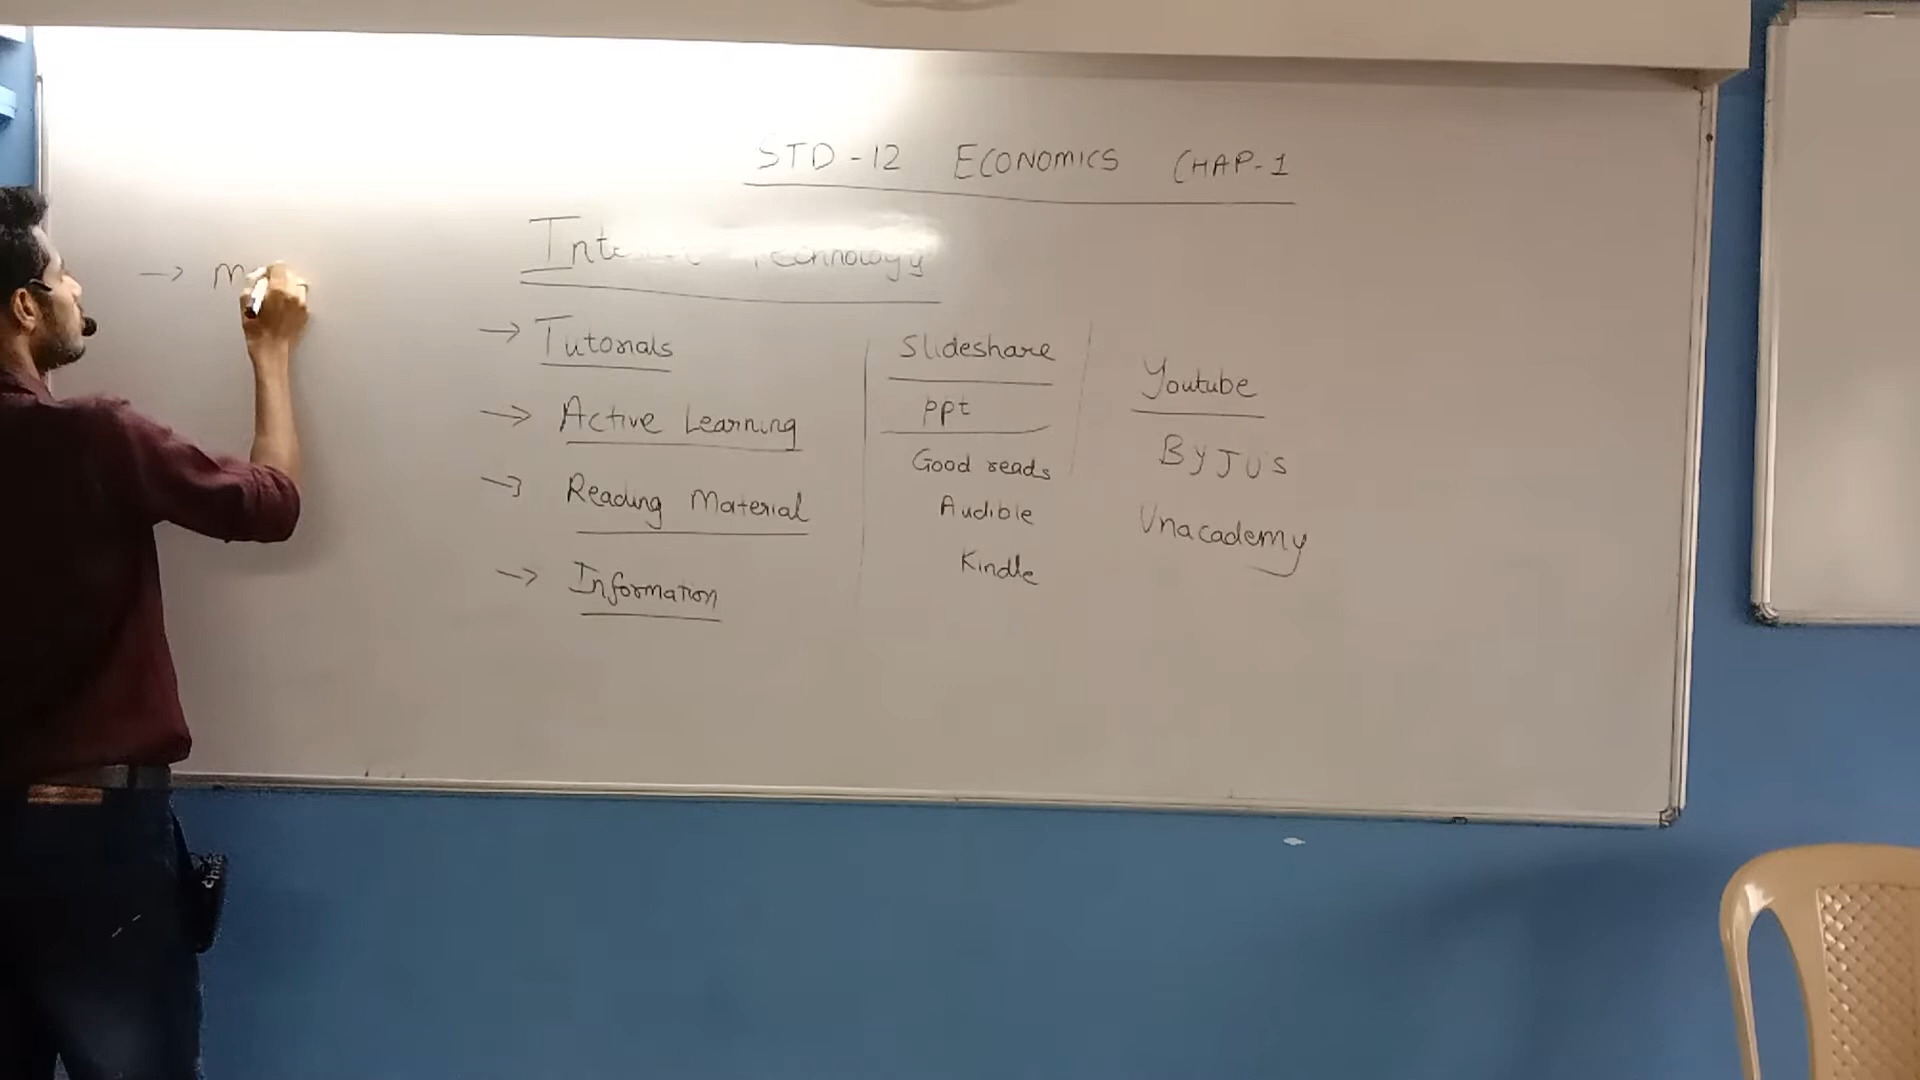 STD-12 ECONOMICS CHAP-1
Technology
→
→ Tutorials
→ Active Learning
→ Reading Material
→ Information
Slideshare
ppt
Good reads
Audible
Kindle
Youtube
ByJU's
Unacademy